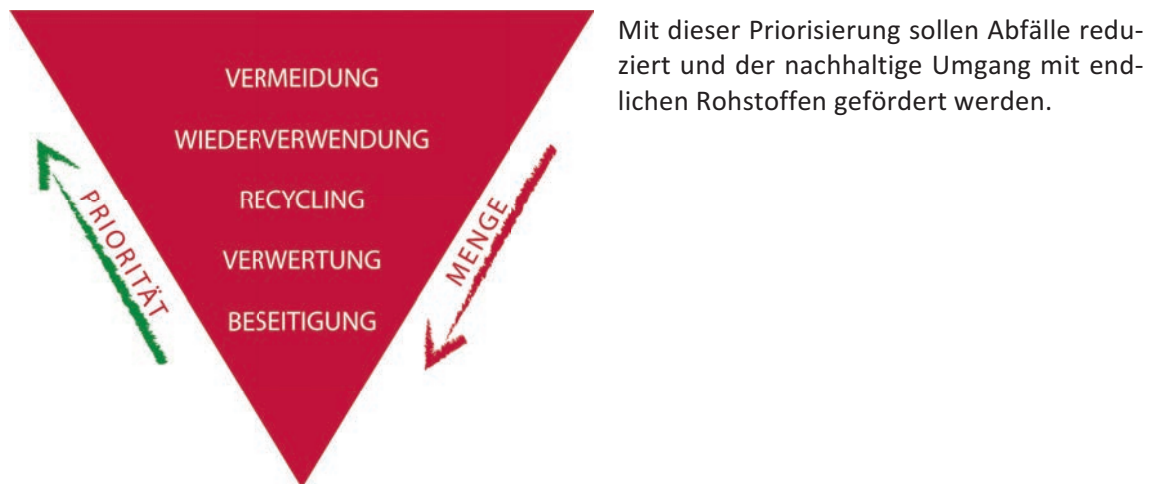 VERMEIDUNG
WIEDERVERWENDUNG
RECYCLING
VERWERTUNG
BESEITIGUNG
PRIORITÄT
MENGE
Mit dieser Priorisierung sollen Abfälle redu-
ziert und der nachhaltige Umgang mit end-
lichen Rohstoffen gefördert werden.